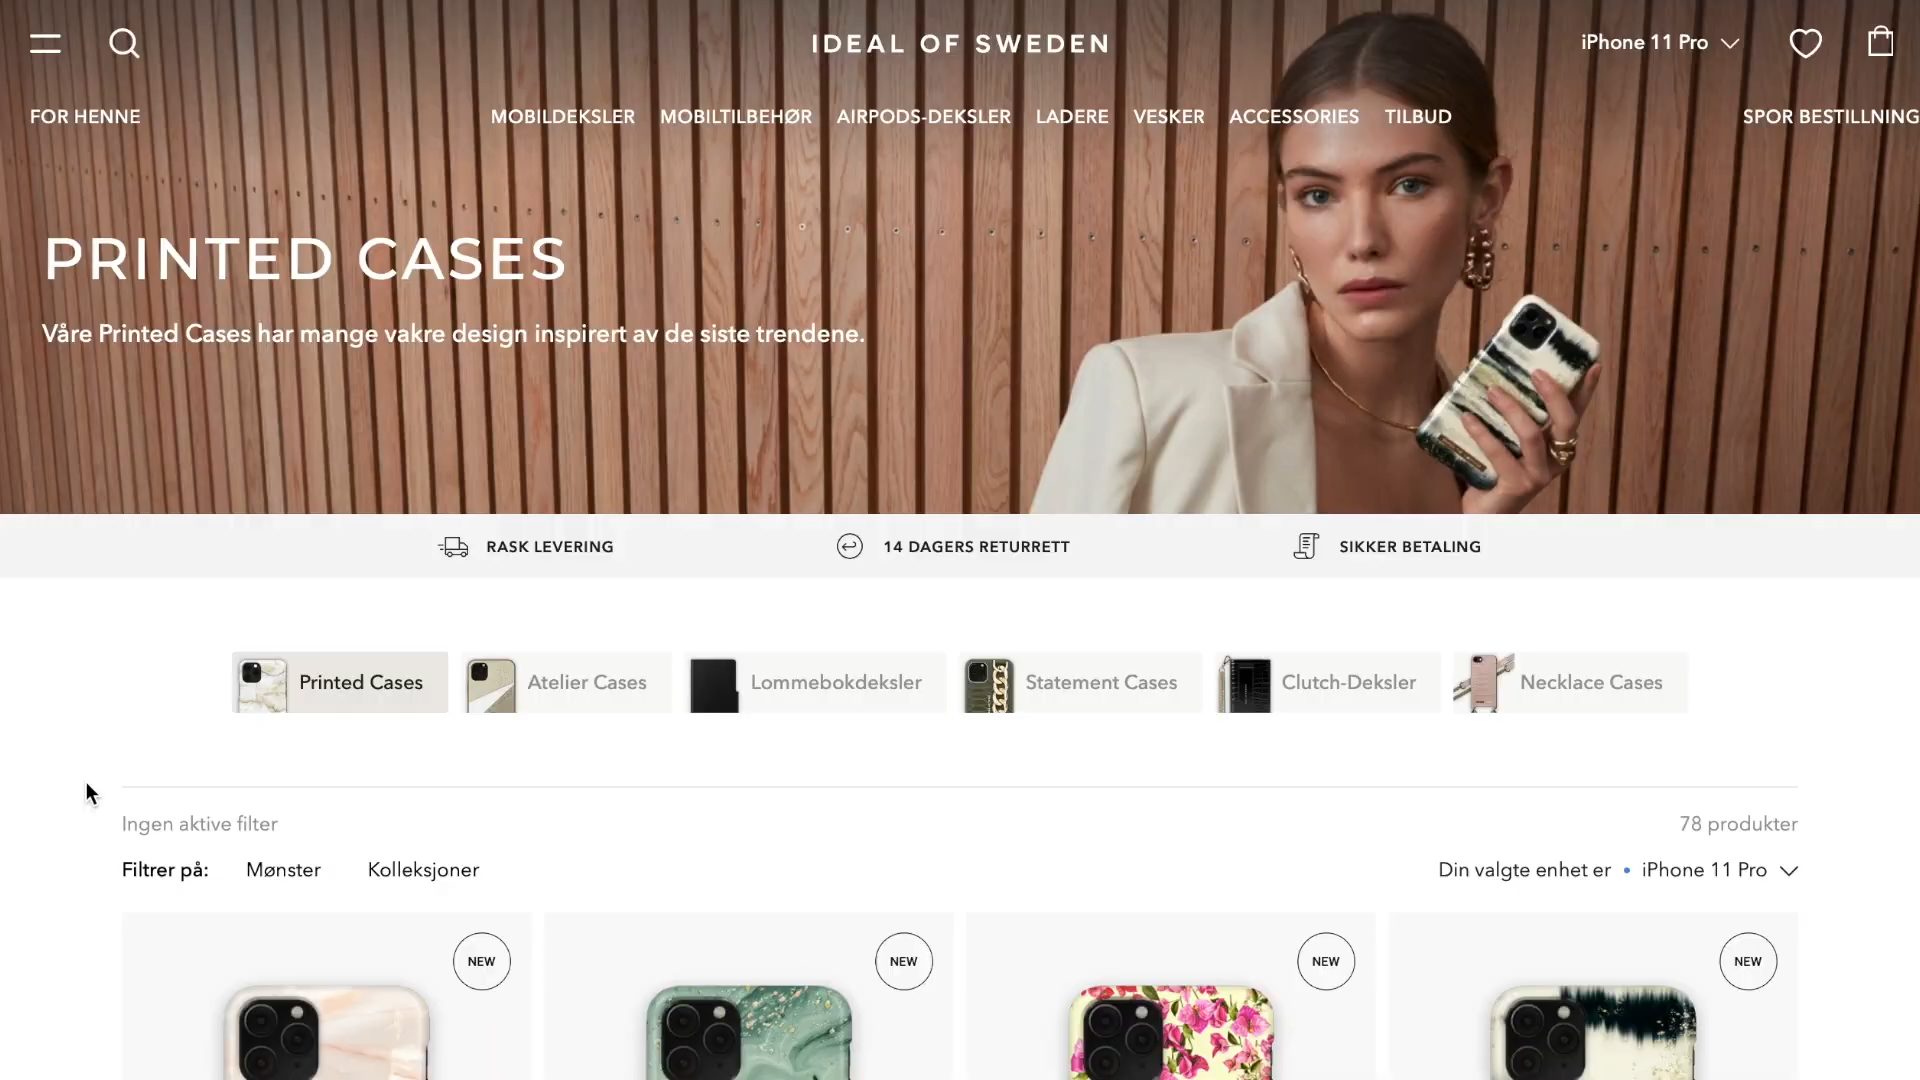 IDEAL OF SWEDEN
iPhone 11 Pro
FOR HENNE
MOBILDEKSLER
MOBILTILBEHØR
AIRPODS-DEKSLER
LADERE
VESKER
ACCESSORIES
TILBUD
SPOR BESTILLNING
PRINTED CASES
Våre Printed Cases har mange vakre design inspirert av de siste trendene.
RASK LEVERING
14 DAGERS RETURRETT
SIKKER BETALING
Printed Cases
Atelier Cases
Lommebokdeksler
Statement Cases
Clutch-Deksler
Necklace Cases
Ingen aktive filter
78 produkter
Filtrer på:
Mønster
Kolleksjoner
Din valgte enhet er • iPhone 11 Pro
NEW
NEW
NEW
NEW